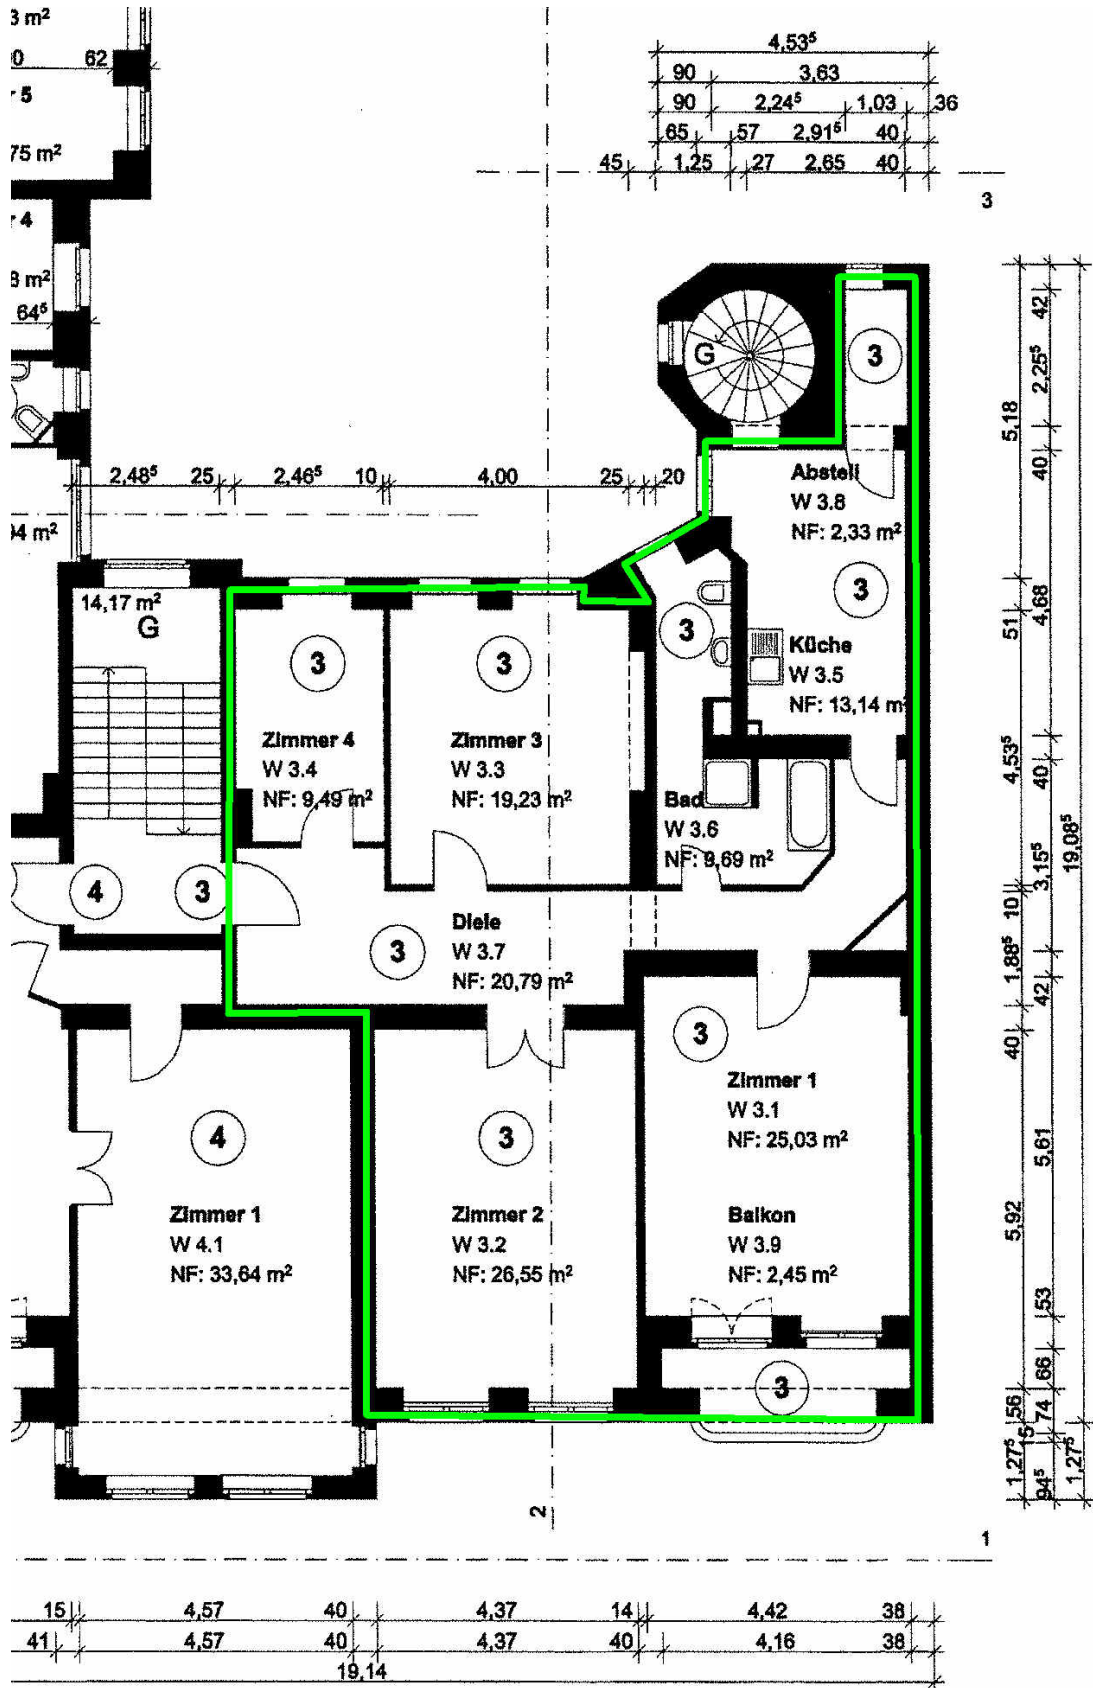 3 m²
0 62
r 5
75 m²
r 4
8 m²
64⁵
94 m²
4,53⁵
90 3,63
90 2,24⁵ 1,03 36
65 57 2,91⁵ 40
45 1,25 27 2,65 40
3
2,48⁵ 25 2,46⁵ 10 4,00 25 20
G
3
Abstell
W 3.8
NF: 2,33 m²
14,17 m²
G
3
3
3
3
Küche
W 3.5
NF: 13,14 m²
Zimmer 4
W 3.4
NF: 9,49 m²
Zimmer 3
W 3.3
NF: 19,23 m²
Bad
W 3.6
NF: 9,69 m²
4
3
3
Diele
W 3.7
NF: 20,79 m²
3
Zimmer 1
W 3.1
NF: 25,03 m²
4
3
Zimmer 1
W 4.1
NF: 33,64 m²
Zimmer 2
W 3.2
NF: 26,55 m²
Balkon
W 3.9
NF: 2,45 m²
3
5,18 51 4,53⁵ 10 1,88⁵ 40 5,92 56 1,27⁵
42 2,25⁵ 40 4,68 40 3,15⁵ 42 5,61 53 66 74 15 94⁵
19,08⁵ 1,27⁵
2
1
15 4,57 40 4,37 14 4,42 38
41 4,57 40 4,37 40 4,16 38
19,14